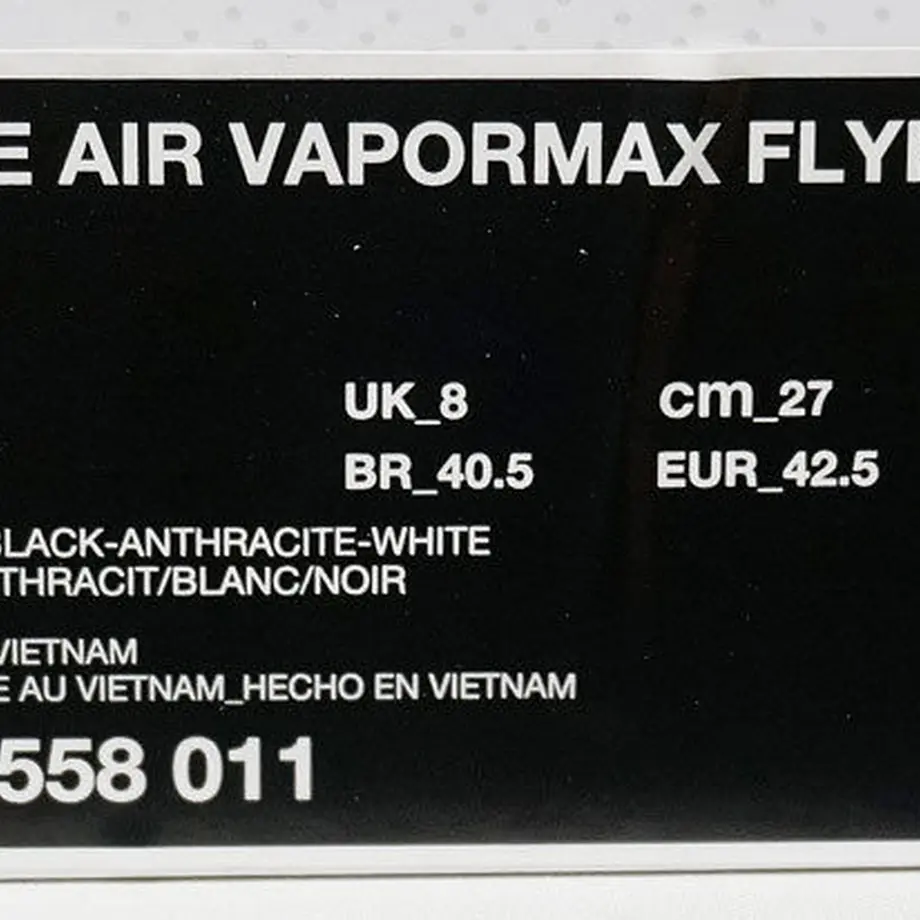 E AIR VAPORMAX FLY
UK_8 cm_27
BR_40.5 EUR_42.5
BLACK-ANTHRACITE-WHITE
THRACIT/BLANC/NOIR
VIETNAM
E AU VIETNAM_HECHO EN VIETNAM
558 011